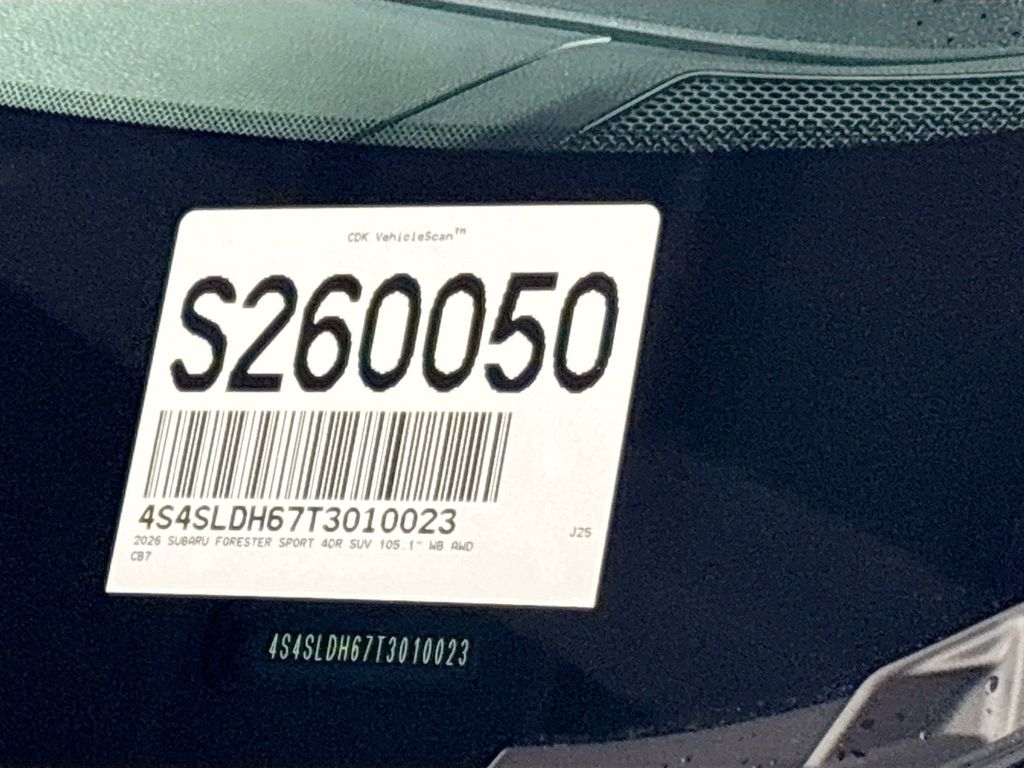 CDK VehicleScan™
S260050
4S4SLDH67T3010023
2026 SUBARU FORESTER SPORT 4DR SUV 105.1" WB AWD
J25
CB7
4S4SLDH67T3010023